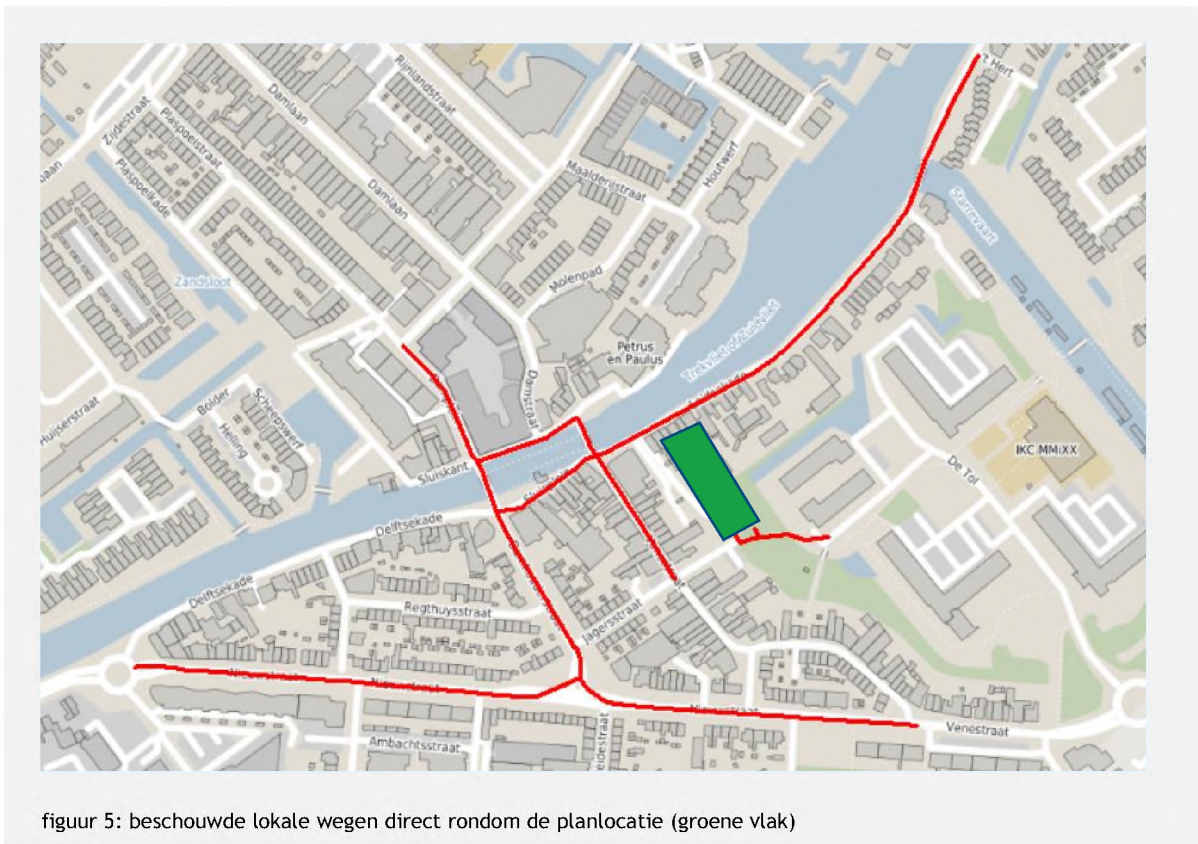 't Hert
Rijnlandstraat
Damlaan
Zijdestraat
Plaspoelstraat
Plaspoelkade
Damlaan
Maalderijstraat
Houtwerf
Starrevaart
Zandsloot
Molenpad
Petrus
en Paulus
Trekvliet of Zuidvliet
Damstraat
Huijserstraat
Bolder
Scheepswerf
Helling
Sluiskant
De Tol
IKC MMiXX
Delftsekade
Delftsekade
Regthuysstraat
Jagersstraat
Venestraat
Ambachtsstraat
figuur 5: beschouwde lokale wegen direct rondom de planlocatie (groene vlak)